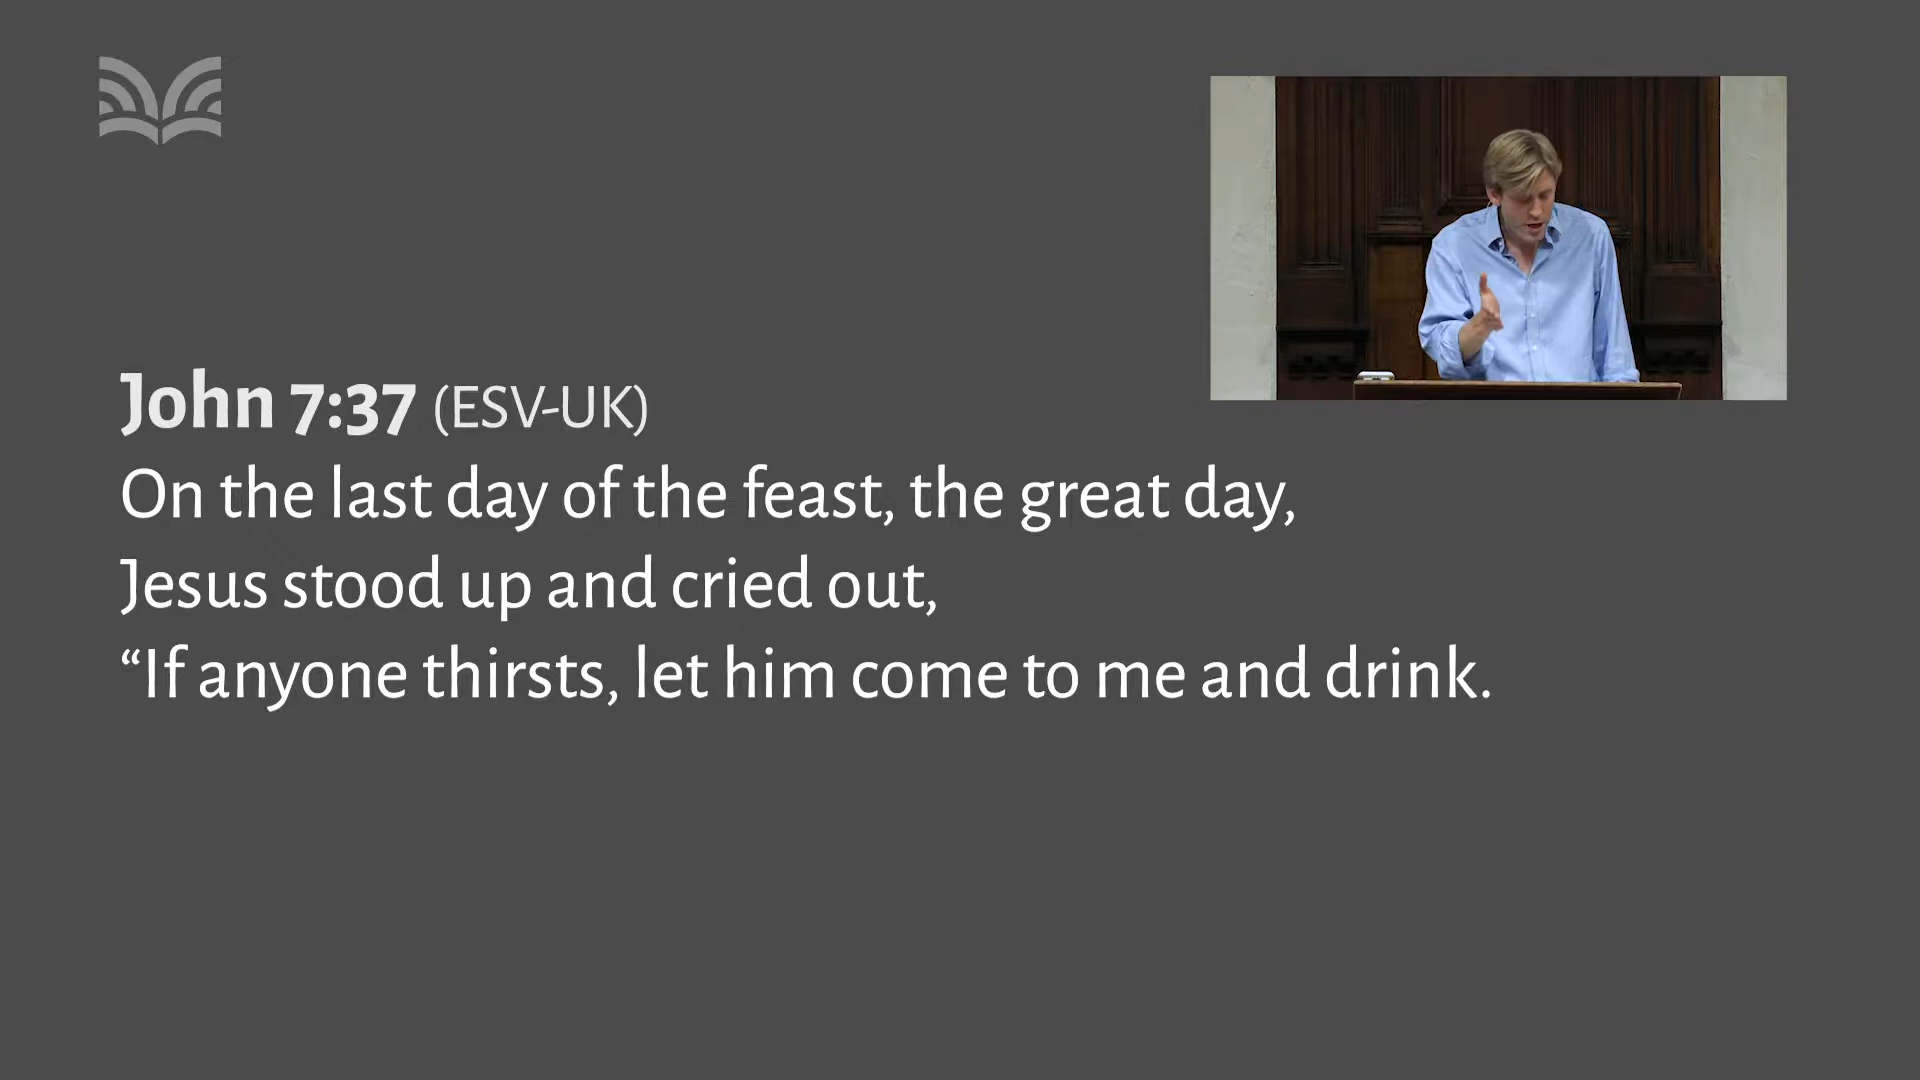 John 7:37 (ESV-UK)
On the last day of the feast, the great day,
Jesus stood up and cried out,
“If anyone thirsts, let him come to me and drink.